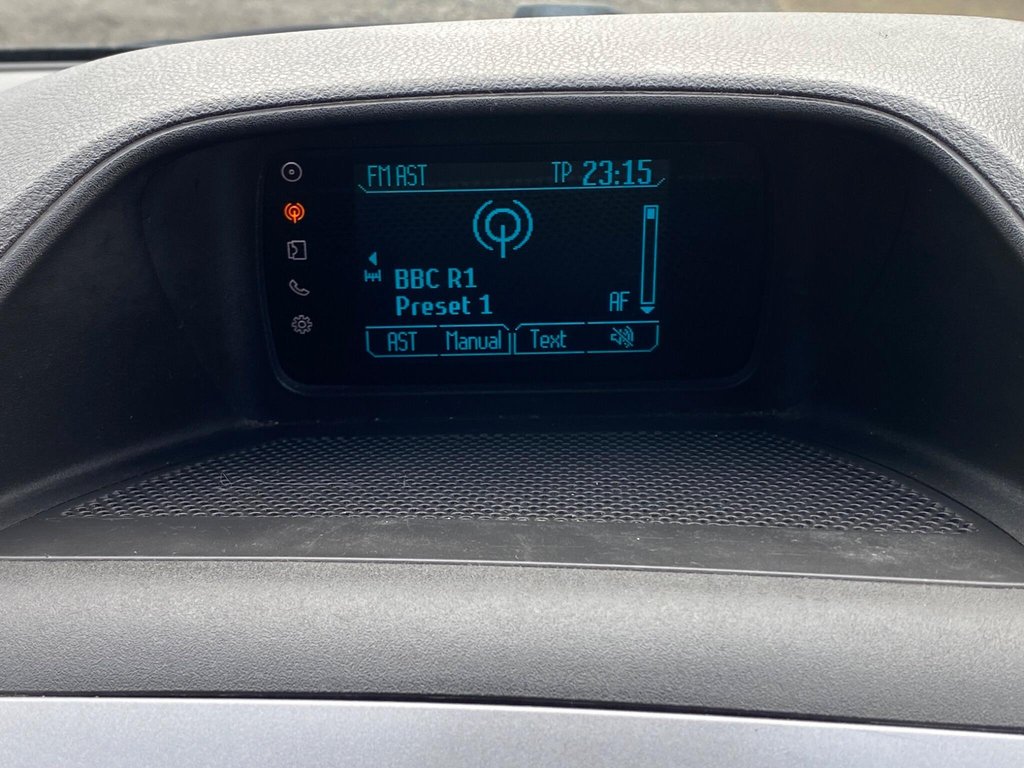 FM AST TP 23:15
BBC R1
Preset 1 AF
AST Manual Text